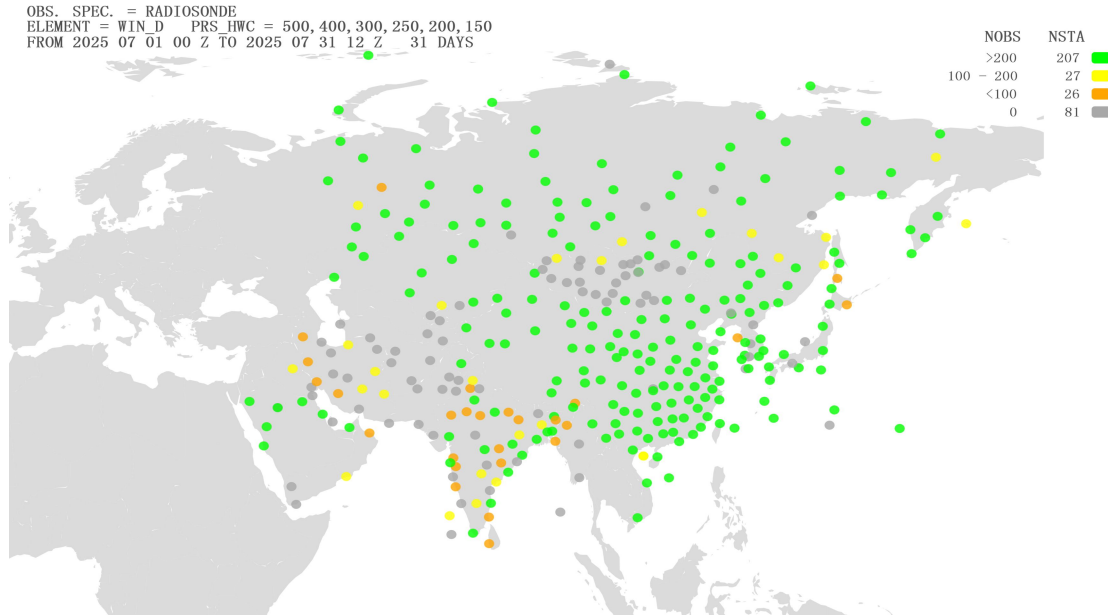 OBS. SPEC. = RADIOSONDE
ELEMENT = WIN_D PRS_HWC = 500,400,300,250,200,150
FROM 2025 07 01 00 Z TO 2025 07 31 12 Z 31 DAYS
NOBS NSTA
>200 207
100 - 200 27
<100 26
0 81